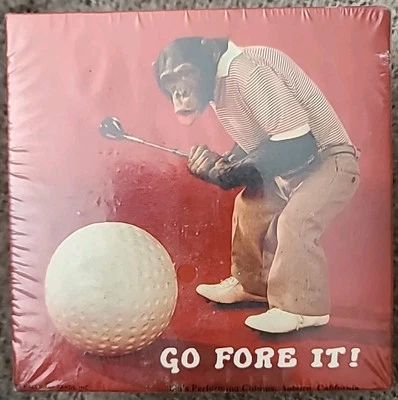 GO FORE IT!
Performing Chimps, Auburn, California